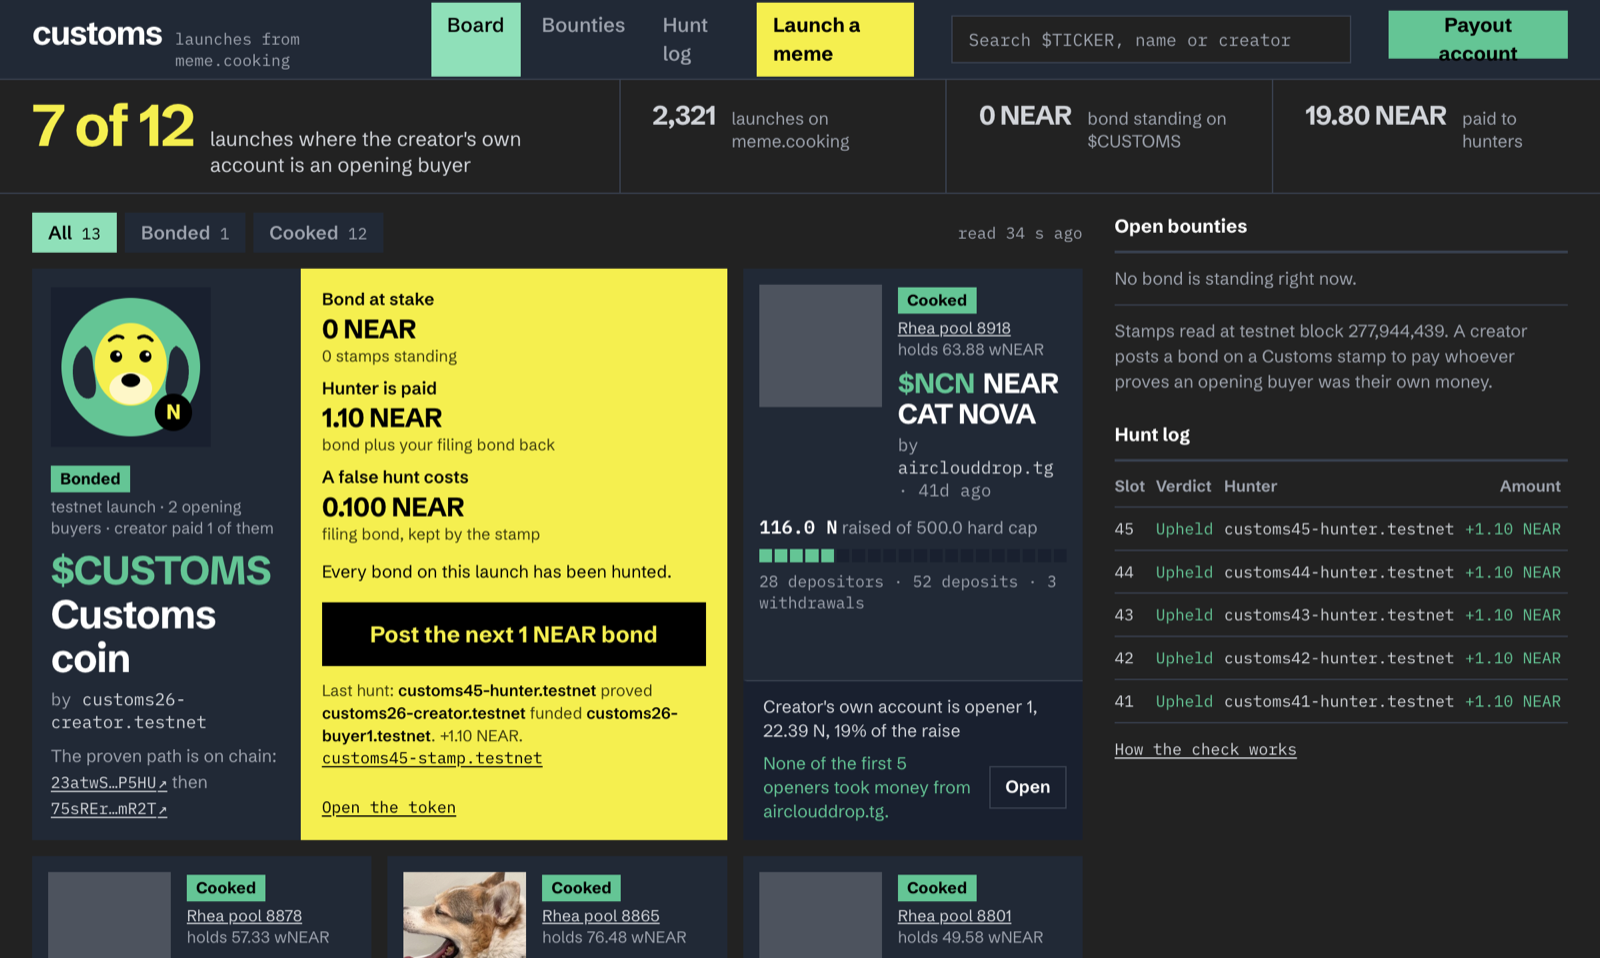 customs
launches from
meme.cooking
Board
Bounties
Hunt
log
Launch a
meme
Search $TICKER, name or creator
Payout
account
7 of 12
launches where the creator's own
account is an opening buyer
2,321
launches on
meme.cooking
0 NEAR
bond standing on
$CUSTOMS
19.80 NEAR
paid to
hunters
All 13
Bonded 1
Cooked 12
read 34 s ago
N
Bonded
testnet launch · 2 opening
buyers · creator paid 1 of them
$CUSTOMS
Customs
coin
by customs26-
creator.testnet
The proven path is on chain:
23atwS…P5HU↗ then
75sREr…mR2T↗
Bond at stake
0 NEAR
0 stamps standing
Hunter is paid
1.10 NEAR
bond plus your filing bond back
A false hunt costs
0.100 NEAR
filing bond, kept by the stamp
Every bond on this launch has been hunted.
Post the next 1 NEAR bond
Last hunt: customs45-hunter.testnet proved
customs26-creator.testnet funded customs26-
buyer1.testnet. +1.10 NEAR.
customs45-stamp.testnet
Open the token
Cooked
Rhea pool 8918
holds 63.88 wNEAR
$NCN NEAR
CAT NOVA
by
airclouddrop.tg
· 41d ago
116.0 N raised of 500.0 hard cap
28 depositors · 52 deposits · 3
withdrawals
Creator's own account is opener 1,
22.39 N, 19% of the raise
None of the first 5
openers took money from
airclouddrop.tg.
Open
Cooked
Rhea pool 8878
holds 57.33 wNEAR
Cooked
Rhea pool 8865
holds 76.48 wNEAR
Cooked
Rhea pool 8801
holds 49.58 wNEAR
Open bounties
No bond is standing right now.
Stamps read at testnet block 277,944,439. A creator
posts a bond on a Customs stamp to pay whoever
proves an opening buyer was their own money.
Hunt log
Slot Verdict Hunter Amount
45 Upheld customs45-hunter.testnet +1.10 NEAR
44 Upheld customs44-hunter.testnet +1.10 NEAR
43 Upheld customs43-hunter.testnet +1.10 NEAR
42 Upheld customs42-hunter.testnet +1.10 NEAR
41 Upheld customs41-hunter.testnet +1.10 NEAR
How the check works